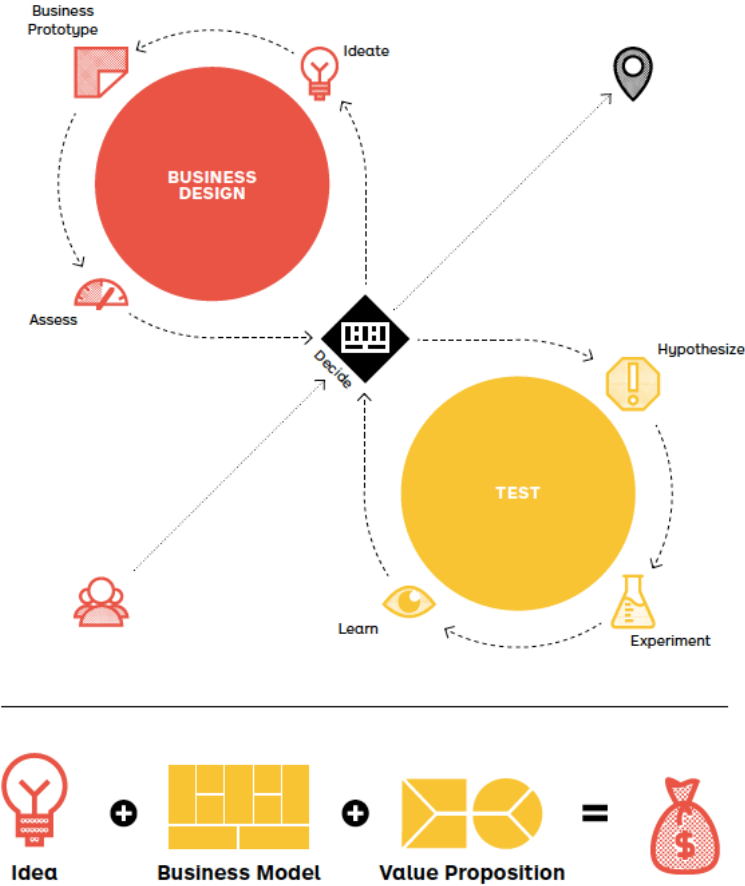 Business
Prototype
Ideate
BUSINESS
DESIGN
Assess
Decide
Hypothesize
TEST
Learn
Experiment
Idea
Business Model
Value Proposition
$